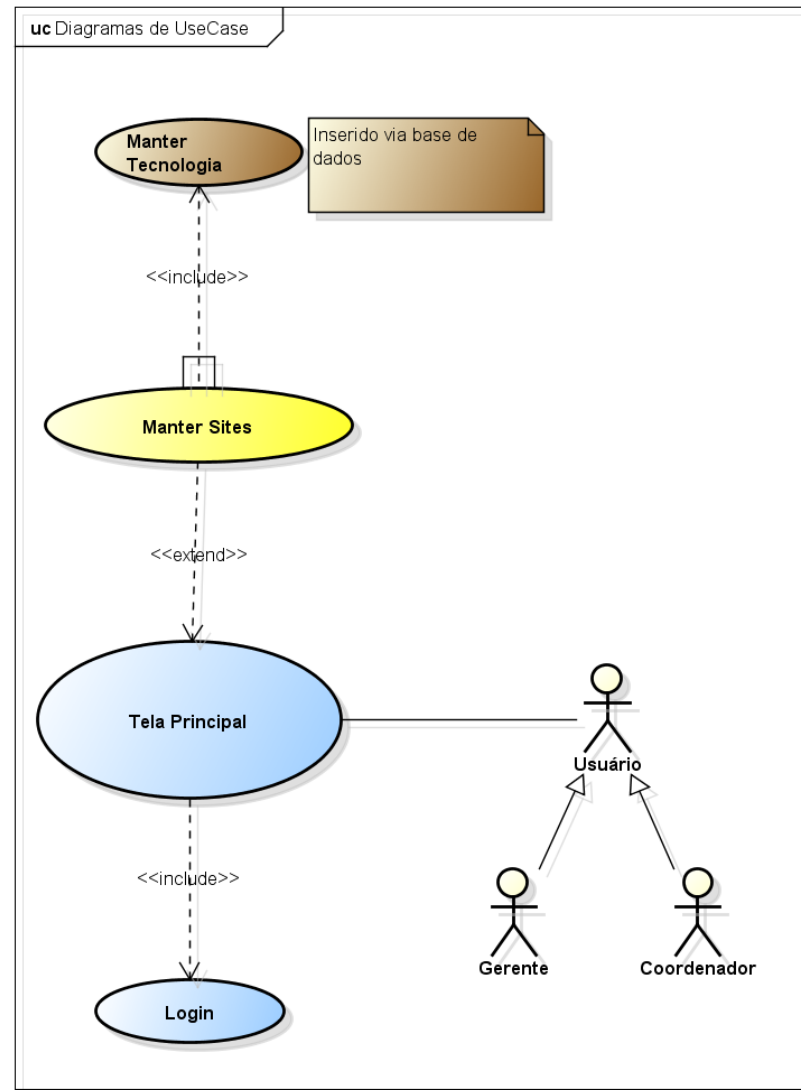 uc Diagramas de UseCase
Manter
Tecnologia
Inserido via base de
dados
<<include>>
Manter Sites
<<extend>>
Tela Principal
Usuário
<<include>>
Gerente
Coordenador
Login